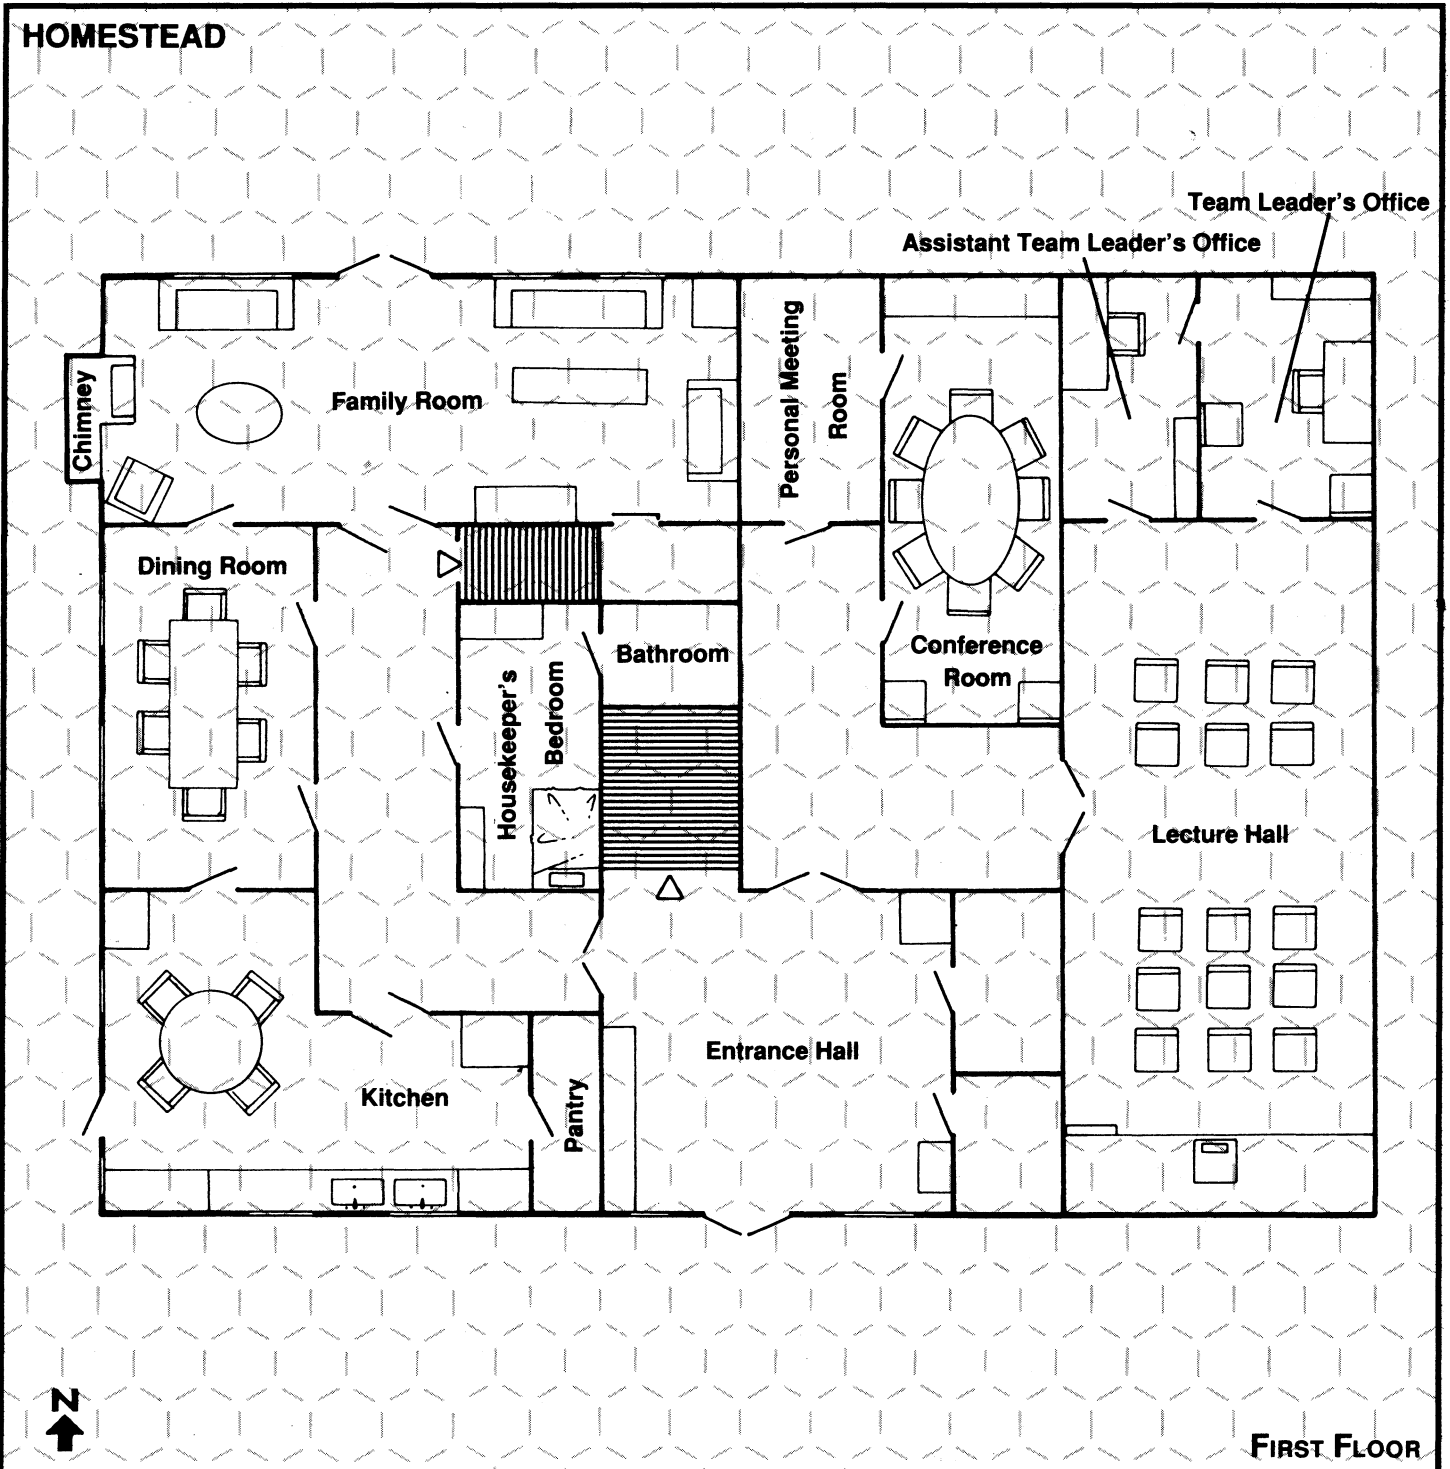 HOMESTEAD
Team Leader's Office
Assistant Team Leader's Office
Chimney
Family Room
Personal Meeting
Room
Dining Room
Housekeeper's
Bedroom
Bathroom
Conference
Room
Lecture Hall
Entrance Hall
Kitchen
Pantry
N
FIRST FLOOR